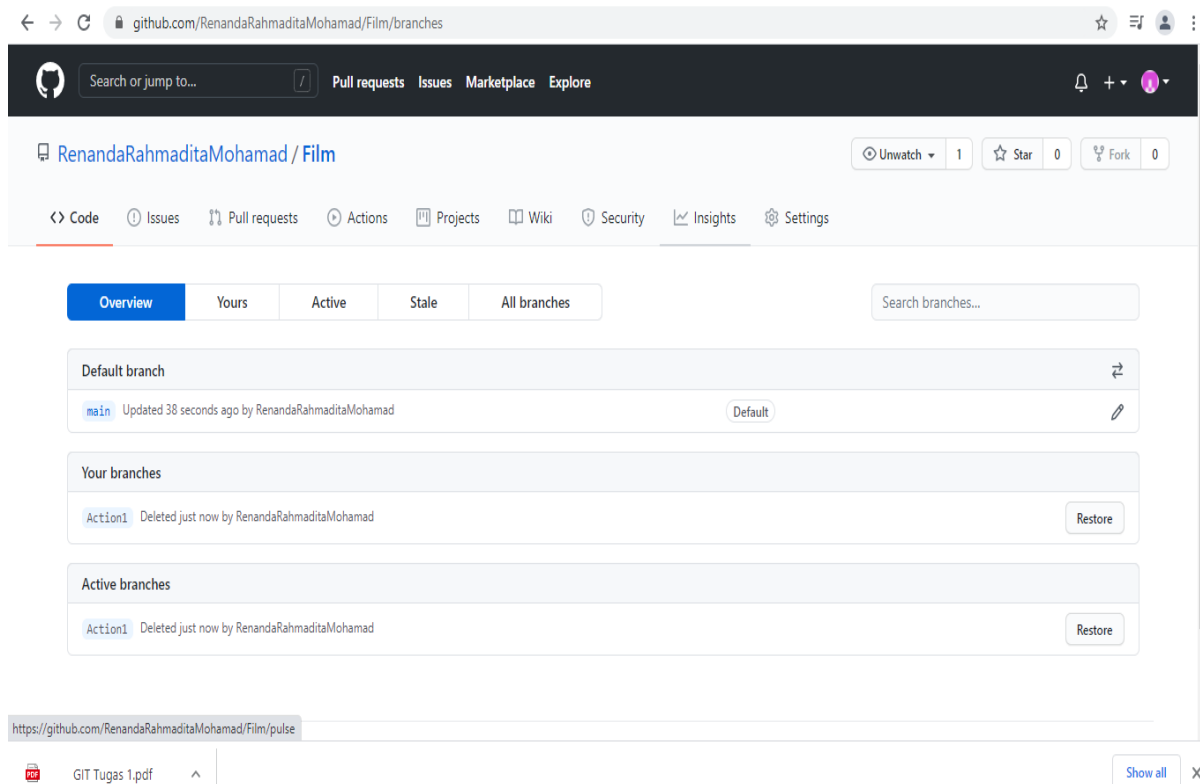 github.com/RenandaRahmaditaMohamad/Film/branches
Search or jump to... / Pull requests Issues Marketplace Explore
RenandaRahmaditaMohamad / Film Unwatch 1 Star 0 Fork 0
<> Code Issues Pull requests Actions Projects Wiki Security Insights Settings
Overview Yours Active Stale All branches Search branches...
Default branch
main Updated 38 seconds ago by RenandaRahmaditaMohamad Default
Your branches
Action1 Deleted just now by RenandaRahmaditaMohamad Restore
Active branches
Action1 Deleted just now by RenandaRahmaditaMohamad Restore
https://github.com/RenandaRahmaditaMohamad/Film/pulse
PDF GIT Tugas 1.pdf Show all